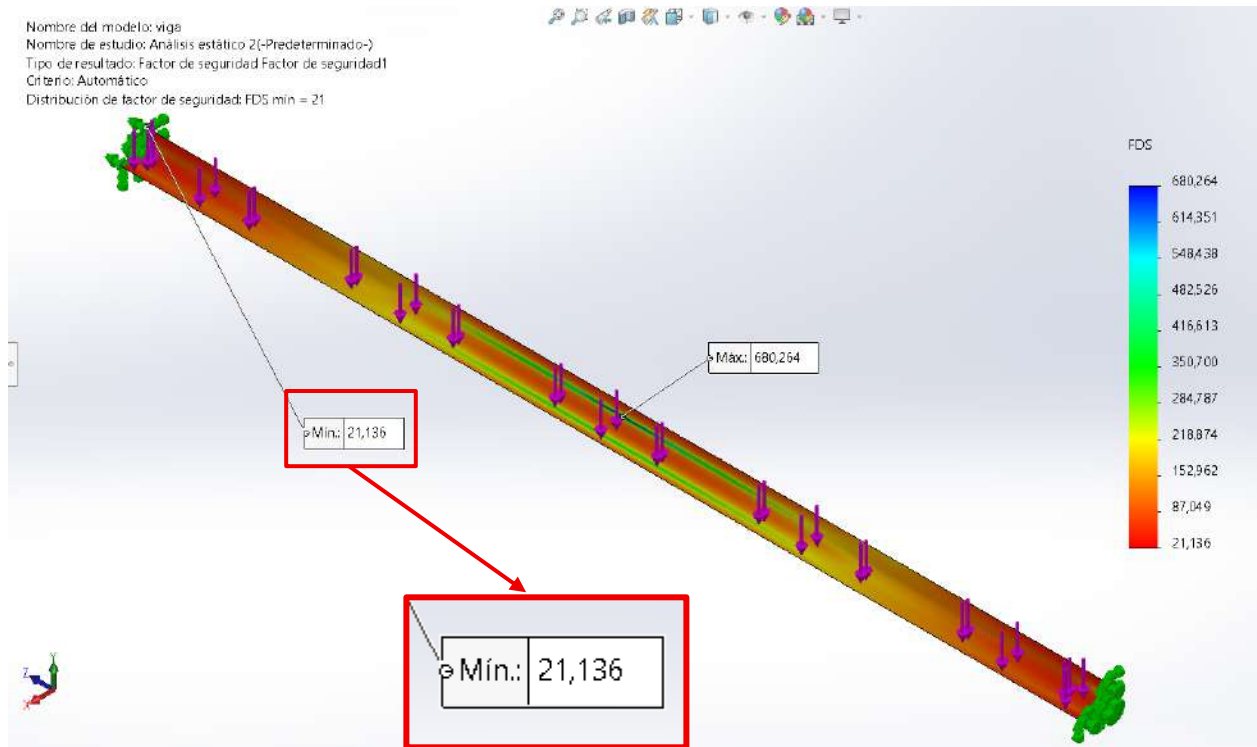 Nombre del modelo: viga
Nombre de estudio: Análisis estático 2(-Predeterminado-)
Tipo de resultado: Factor de seguridad Factor de seguridad1
Criterio: Automático
Distribución de factor de seguridad: FDS mín = 21
FDS
680,264
614,351
548,438
482,526
416,613
350,700
284,787
218,874
152,962
87,049
21,136
Máx.: 680,264
Mín.: 21,136
Mín.: 21,136
Y
Z
X